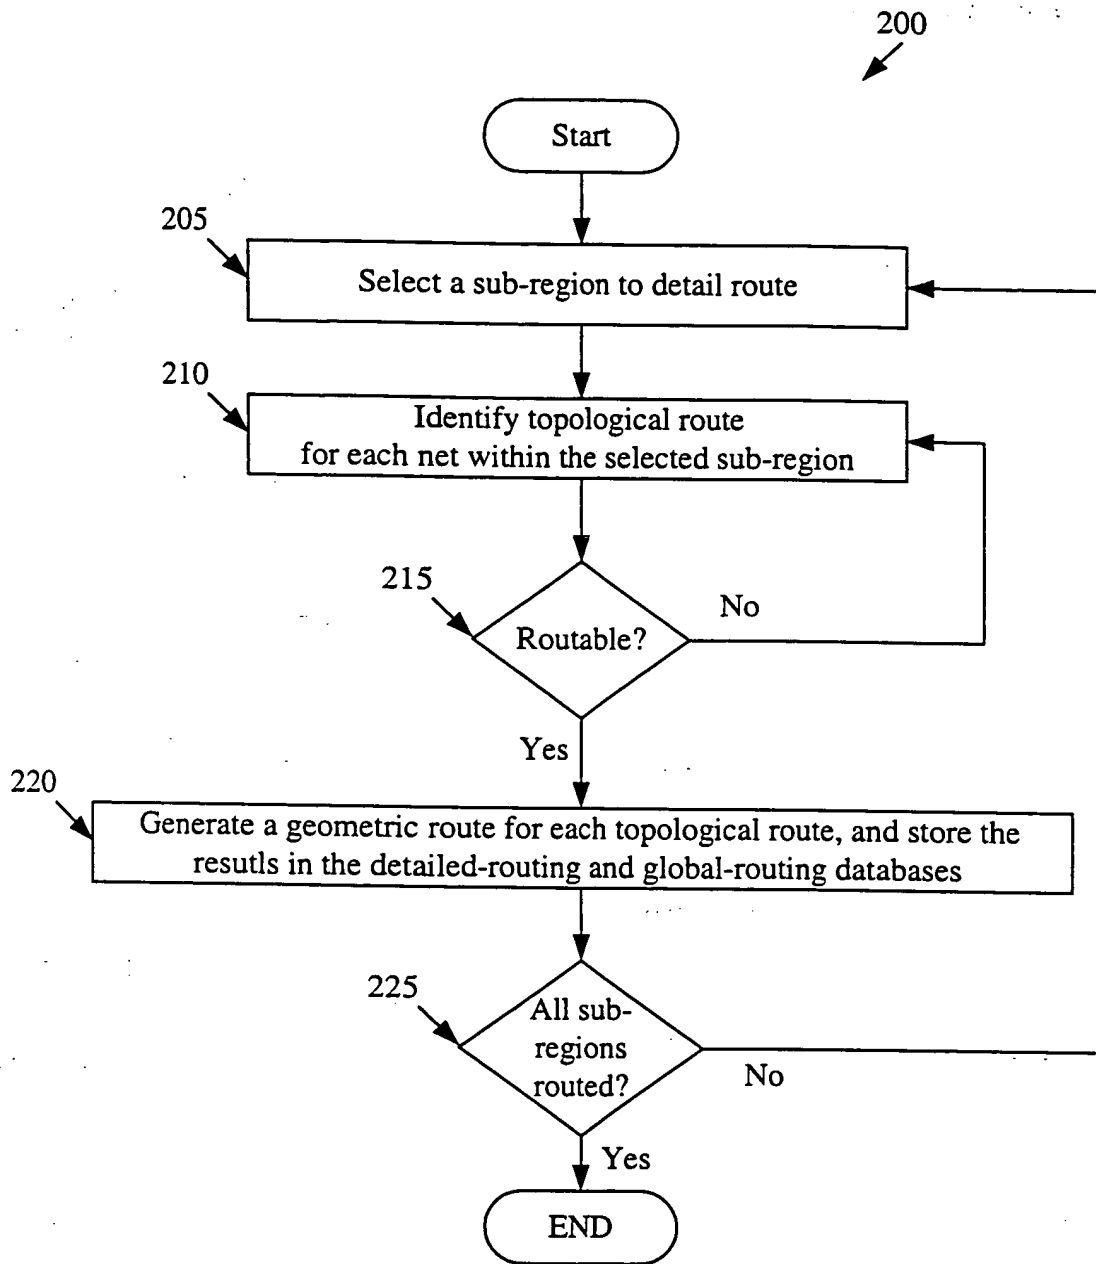 200
Start
205
Select a sub-region to detail route
210
Identify topological route
for each net within the selected sub-region
215
Routable?
No
Yes
220
Generate a geometric route for each topological route, and store the
resutls in the detailed-routing and global-routing databases
225
All sub-
regions
routed?
No
Yes
END